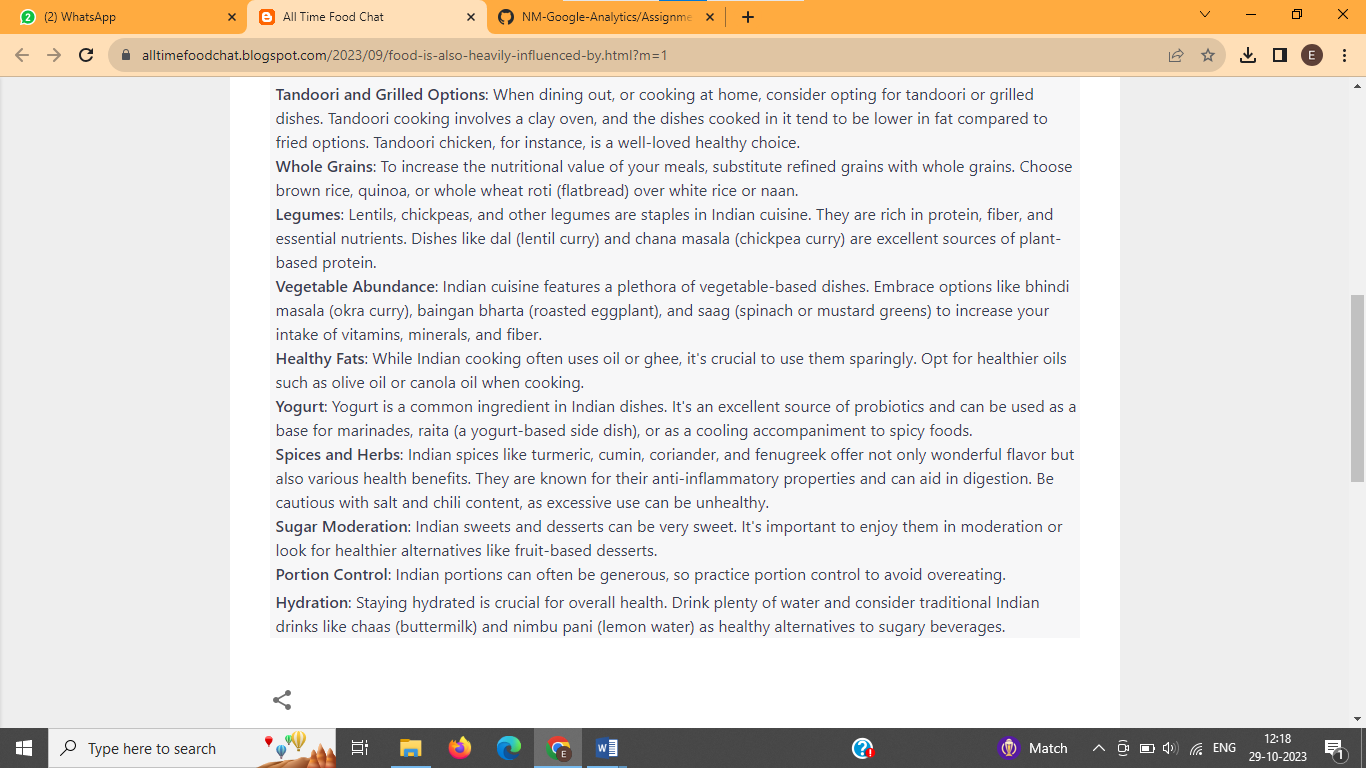 (2) WhatsApp
All Time Food Chat
NM-Google-Analytics/Assignme
alltimefoodchat.blogspot.com/2023/09/food-is-also-heavily-influenced-by.html?m=1
E
Tandoori and Grilled Options: When dining out, or cooking at home, consider opting for tandoori or grilled
dishes. Tandoori cooking involves a clay oven, and the dishes cooked in it tend to be lower in fat compared to
fried options. Tandoori chicken, for instance, is a well-loved healthy choice.
Whole Grains: To increase the nutritional value of your meals, substitute refined grains with whole grains. Choose
brown rice, quinoa, or whole wheat roti (flatbread) over white rice or naan.
Legumes: Lentils, chickpeas, and other legumes are staples in Indian cuisine. They are rich in protein, fiber, and
essential nutrients. Dishes like dal (lentil curry) and chana masala (chickpea curry) are excellent sources of plant-
based protein.
Vegetable Abundance: Indian cuisine features a plethora of vegetable-based dishes. Embrace options like bhindi
masala (okra curry), baingan bharta (roasted eggplant), and saag (spinach or mustard greens) to increase your
intake of vitamins, minerals, and fiber.
Healthy Fats: While Indian cooking often uses oil or ghee, it's crucial to use them sparingly. Opt for healthier oils
such as olive oil or canola oil when cooking.
Yogurt: Yogurt is a common ingredient in Indian dishes. It's an excellent source of probiotics and can be used as a
base for marinades, raita (a yogurt-based side dish), or as a cooling accompaniment to spicy foods.
Spices and Herbs: Indian spices like turmeric, cumin, coriander, and fenugreek offer not only wonderful flavor but
also various health benefits. They are known for their anti-inflammatory properties and can aid in digestion. Be
cautious with salt and chili content, as excessive use can be unhealthy.
Sugar Moderation: Indian sweets and desserts can be very sweet. It's important to enjoy them in moderation or
look for healthier alternatives like fruit-based desserts.
Portion Control: Indian portions can often be generous, so practice portion control to avoid overeating.
Hydration: Staying hydrated is crucial for overall health. Drink plenty of water and consider traditional Indian
drinks like chaas (buttermilk) and nimbu pani (lemon water) as healthy alternatives to sugary beverages.
Type here to search
Match
ENG
12:18
29-10-2023